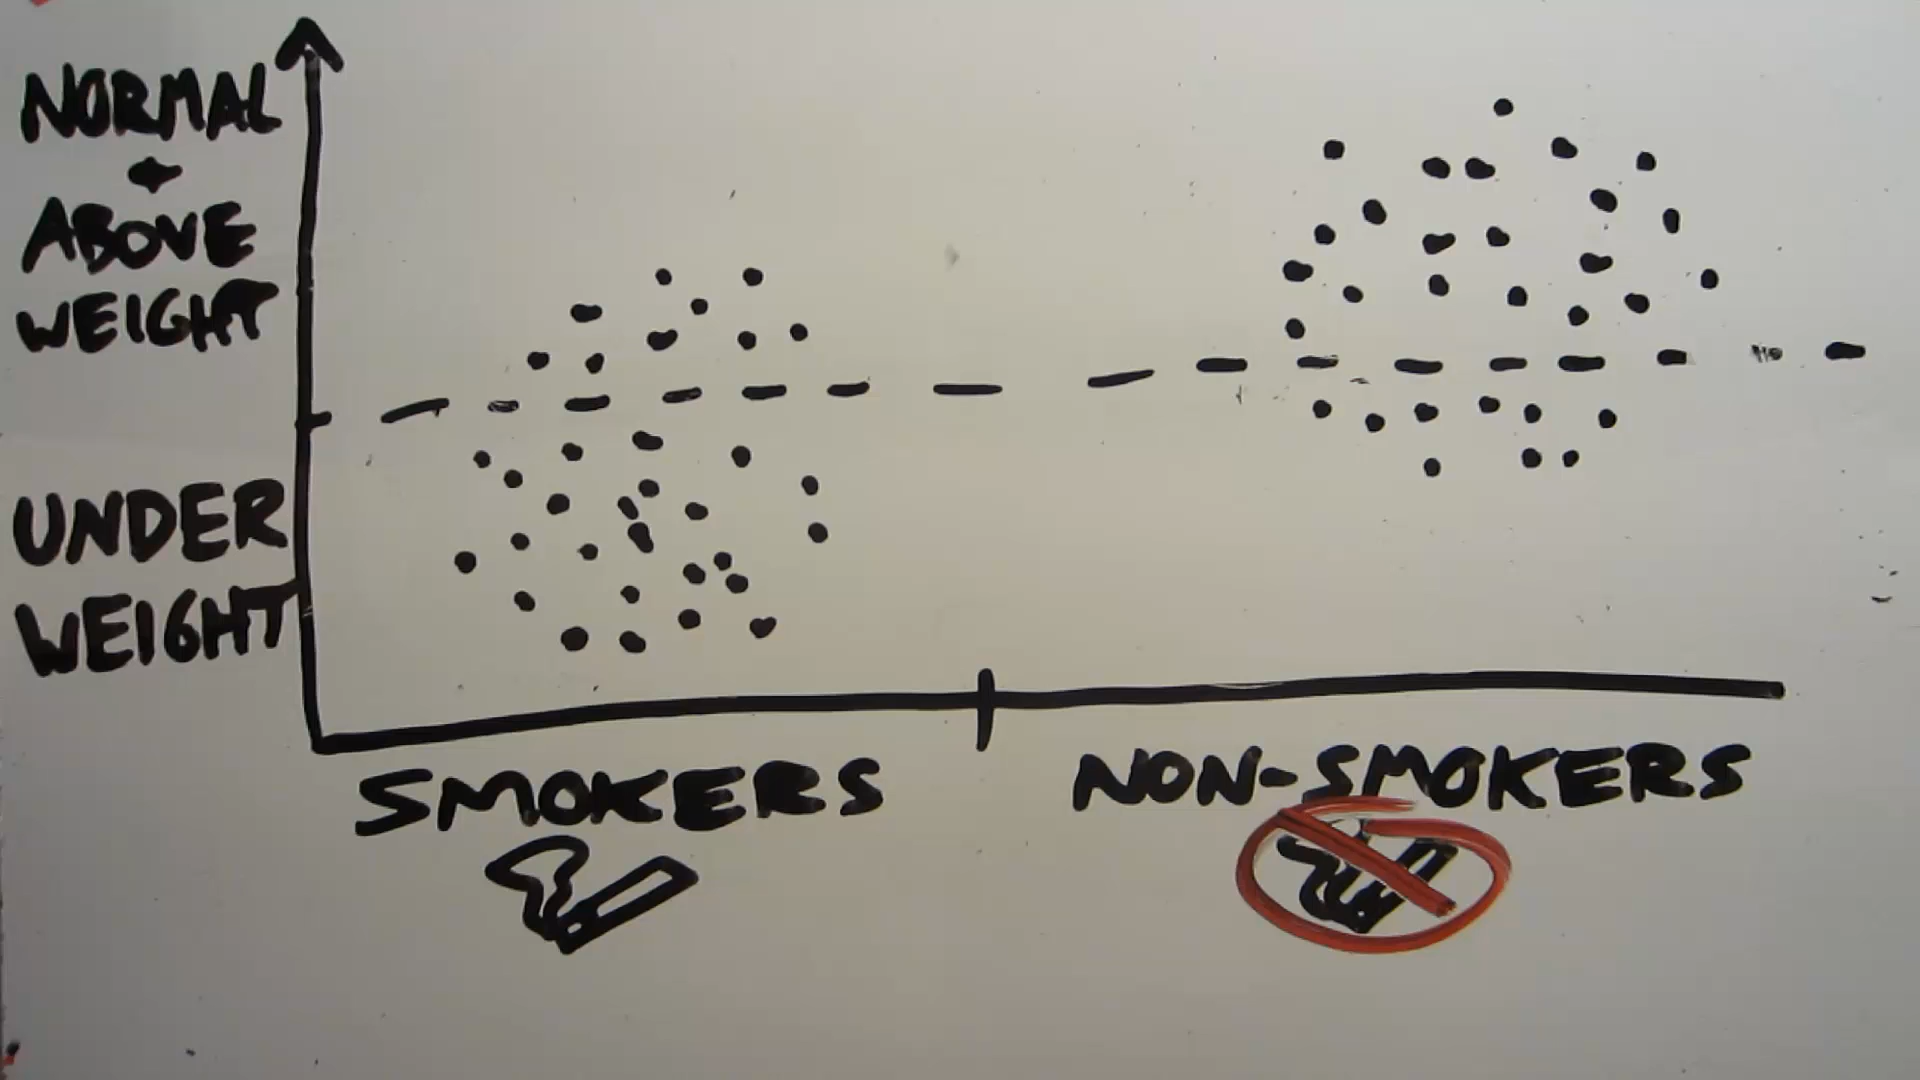 NORMAL
+
ABOVE
WEIGHT
UNDER
WEIGHT
SMOKERS
NON-SMOKERS